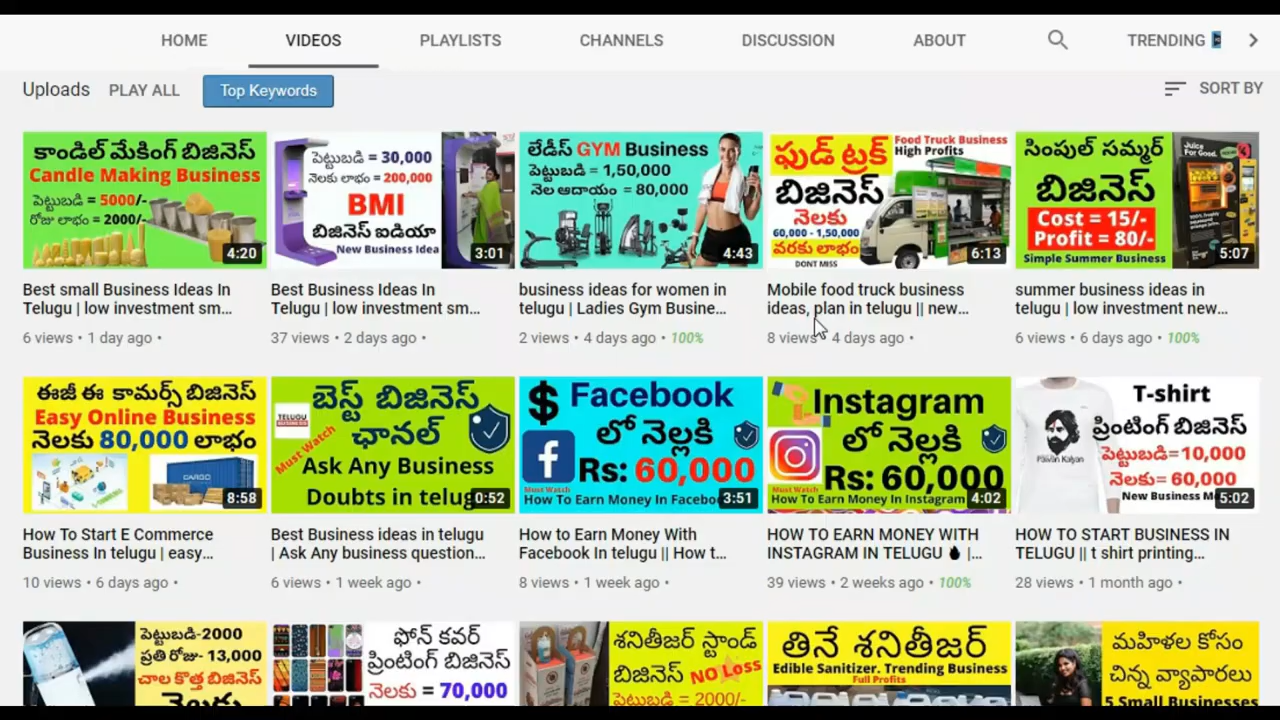 HOME VIDEOS PLAYLISTS CHANNELS DISCUSSION ABOUT TRENDING
Uploads PLAY ALL Top Keywords SORT BY
కాండిల్ మేకింగ్ బిజినెస్
Candle Making Business
పెట్టుబడి = 5000/-
రోజు లాభం = 2000/-
4:20
Best small Business Ideas In
Telugu | low investment sm...
6 views • 1 day ago •
పెట్టుబడి = 30,000
నెలకు లాభం = 200,000
BMI
బిజినెస్ ఐడియా
New Business Idea
3:01
Best Business Ideas In
Telugu | low investment sm...
37 views • 2 days ago •
లేడీస్ GYM Business
పెట్టుబడి = 1,50,000
నెల ఆదాయం = 80,000
4:43
business ideas for women in
telugu | Ladies Gym Busine...
2 views • 4 days ago • 100%
ఫుడ్ ట్రక్
Food Truck Business
High Profits
బిజినెస్
నెలకు
60,000 - 1,50,000
వరకు లాభం
DONT MISS
6:13
Mobile food truck business
ideas, plan in telugu || new...
8 views • 4 days ago •
సింపుల్ సమ్మర్
బిజినెస్
Cost = 15/-
Profit = 80/-
Simple Summer Business
Juice
For Good.
5:07
summer business ideas in
telugu | low investment new...
6 views • 6 days ago • 100%
ఈజీ ఈ కామర్స్ బిజినెస్
Easy Online Business
నెలకు 80,000 లాభం
CARGO
8:58
How To Start E Commerce
Business In telugu | easy...
10 views • 6 days ago •
బెస్ట్ బిజినెస్
ఛానల్
TELUGU
BUSINESS
Must Watch
Ask Any Business
Doubts in telug
0:52
Best Business ideas in telugu
| Ask Any business question...
6 views • 1 week ago •
$ Facebook
లో నెల్లకి
Rs: 60,000
Must Watch
How To Earn Money In Facebo
3:51
How to Earn Money With
Facebook In telugu || How t...
8 views • 1 week ago •
Instagram
లో నెల్లకి
Rs: 60,000
Must Watch
How To Earn Money In Instagram
4:02
HOW TO EARN MONEY WITH
INSTAGRAM IN TELUGU 🔥 |...
39 views • 2 weeks ago • 100%
T-shirt
ప్రింటింగ్ బిజినెస్
పెట్టుబడి=10,000
నెలకు= 60,000
New Business M
Pawan Kalyan
5:02
HOW TO START BUSINESS IN
TELUGU || t shirt printing...
28 views • 1 month ago •
పెట్టుబడి-2000
ప్రతి రోజు- 13,000
చాల కొత్త బిజినెస్
ఫోన్ కవర్
ప్రింటింగ్ బిజినెస్
నెలకు = 70,000
శనితీజర్ స్టాండ్
బిజినెస్ NO Loss
పెట్టుబడి = 2000/-
తినే శనితీజర్
Edible Sanitizer. Trending Business
Full Profits
మహిళల కోసం
చిన్న వ్యాపారలు
5 Small Businesses